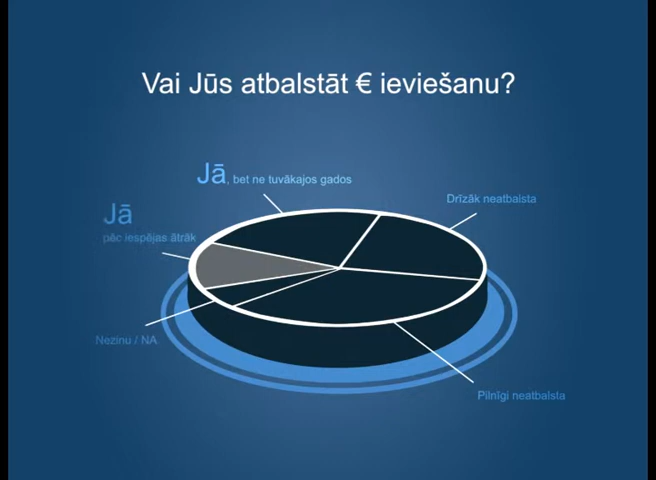 Vai Jūs atbalstāt € ieviešanu?
Jā, bet ne tuvākajos gados
Drīzāk neatbalsta
Jā
pēc iespējas ātrāk
Nezinu / NA
Pilnīgi neatbalsta